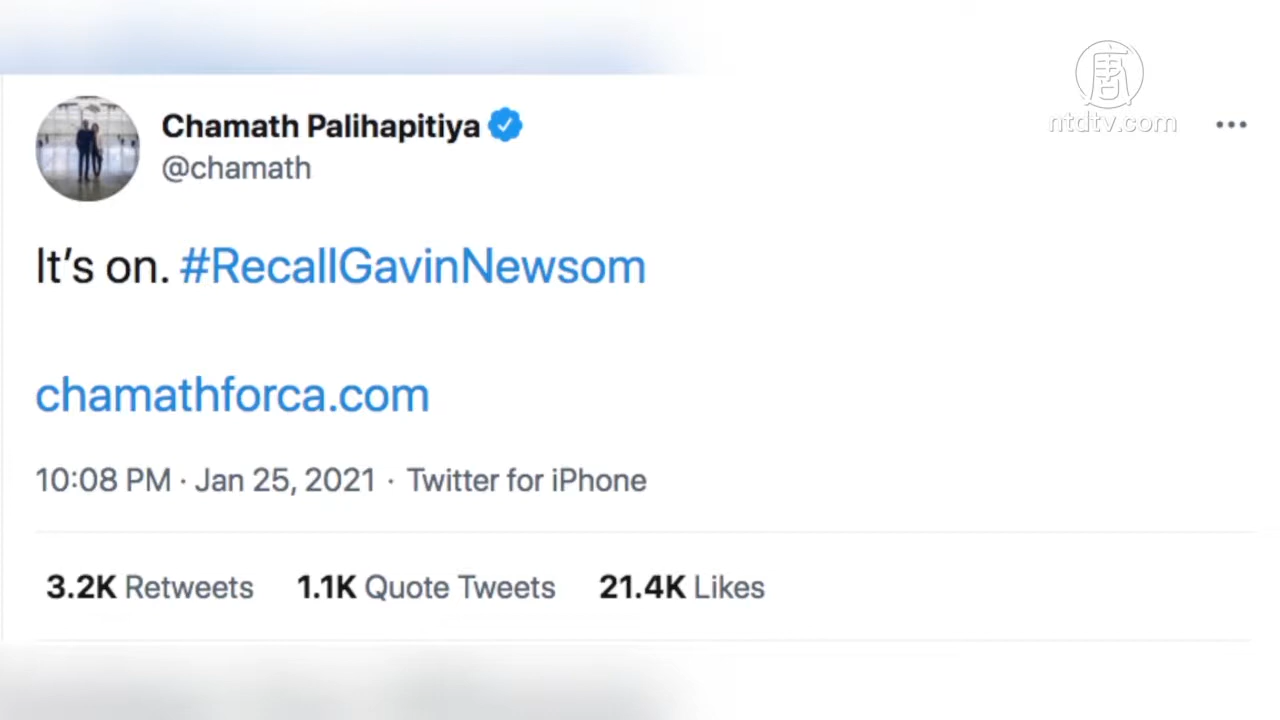 唐
ntdtv.com
Chamath Palihapitiya
@chamath
It’s on. #RecallGavinNewsom
chamathforca.com
10:08 PM · Jan 25, 2021 · Twitter for iPhone
3.2K Retweets 1.1K Quote Tweets 21.4K Likes